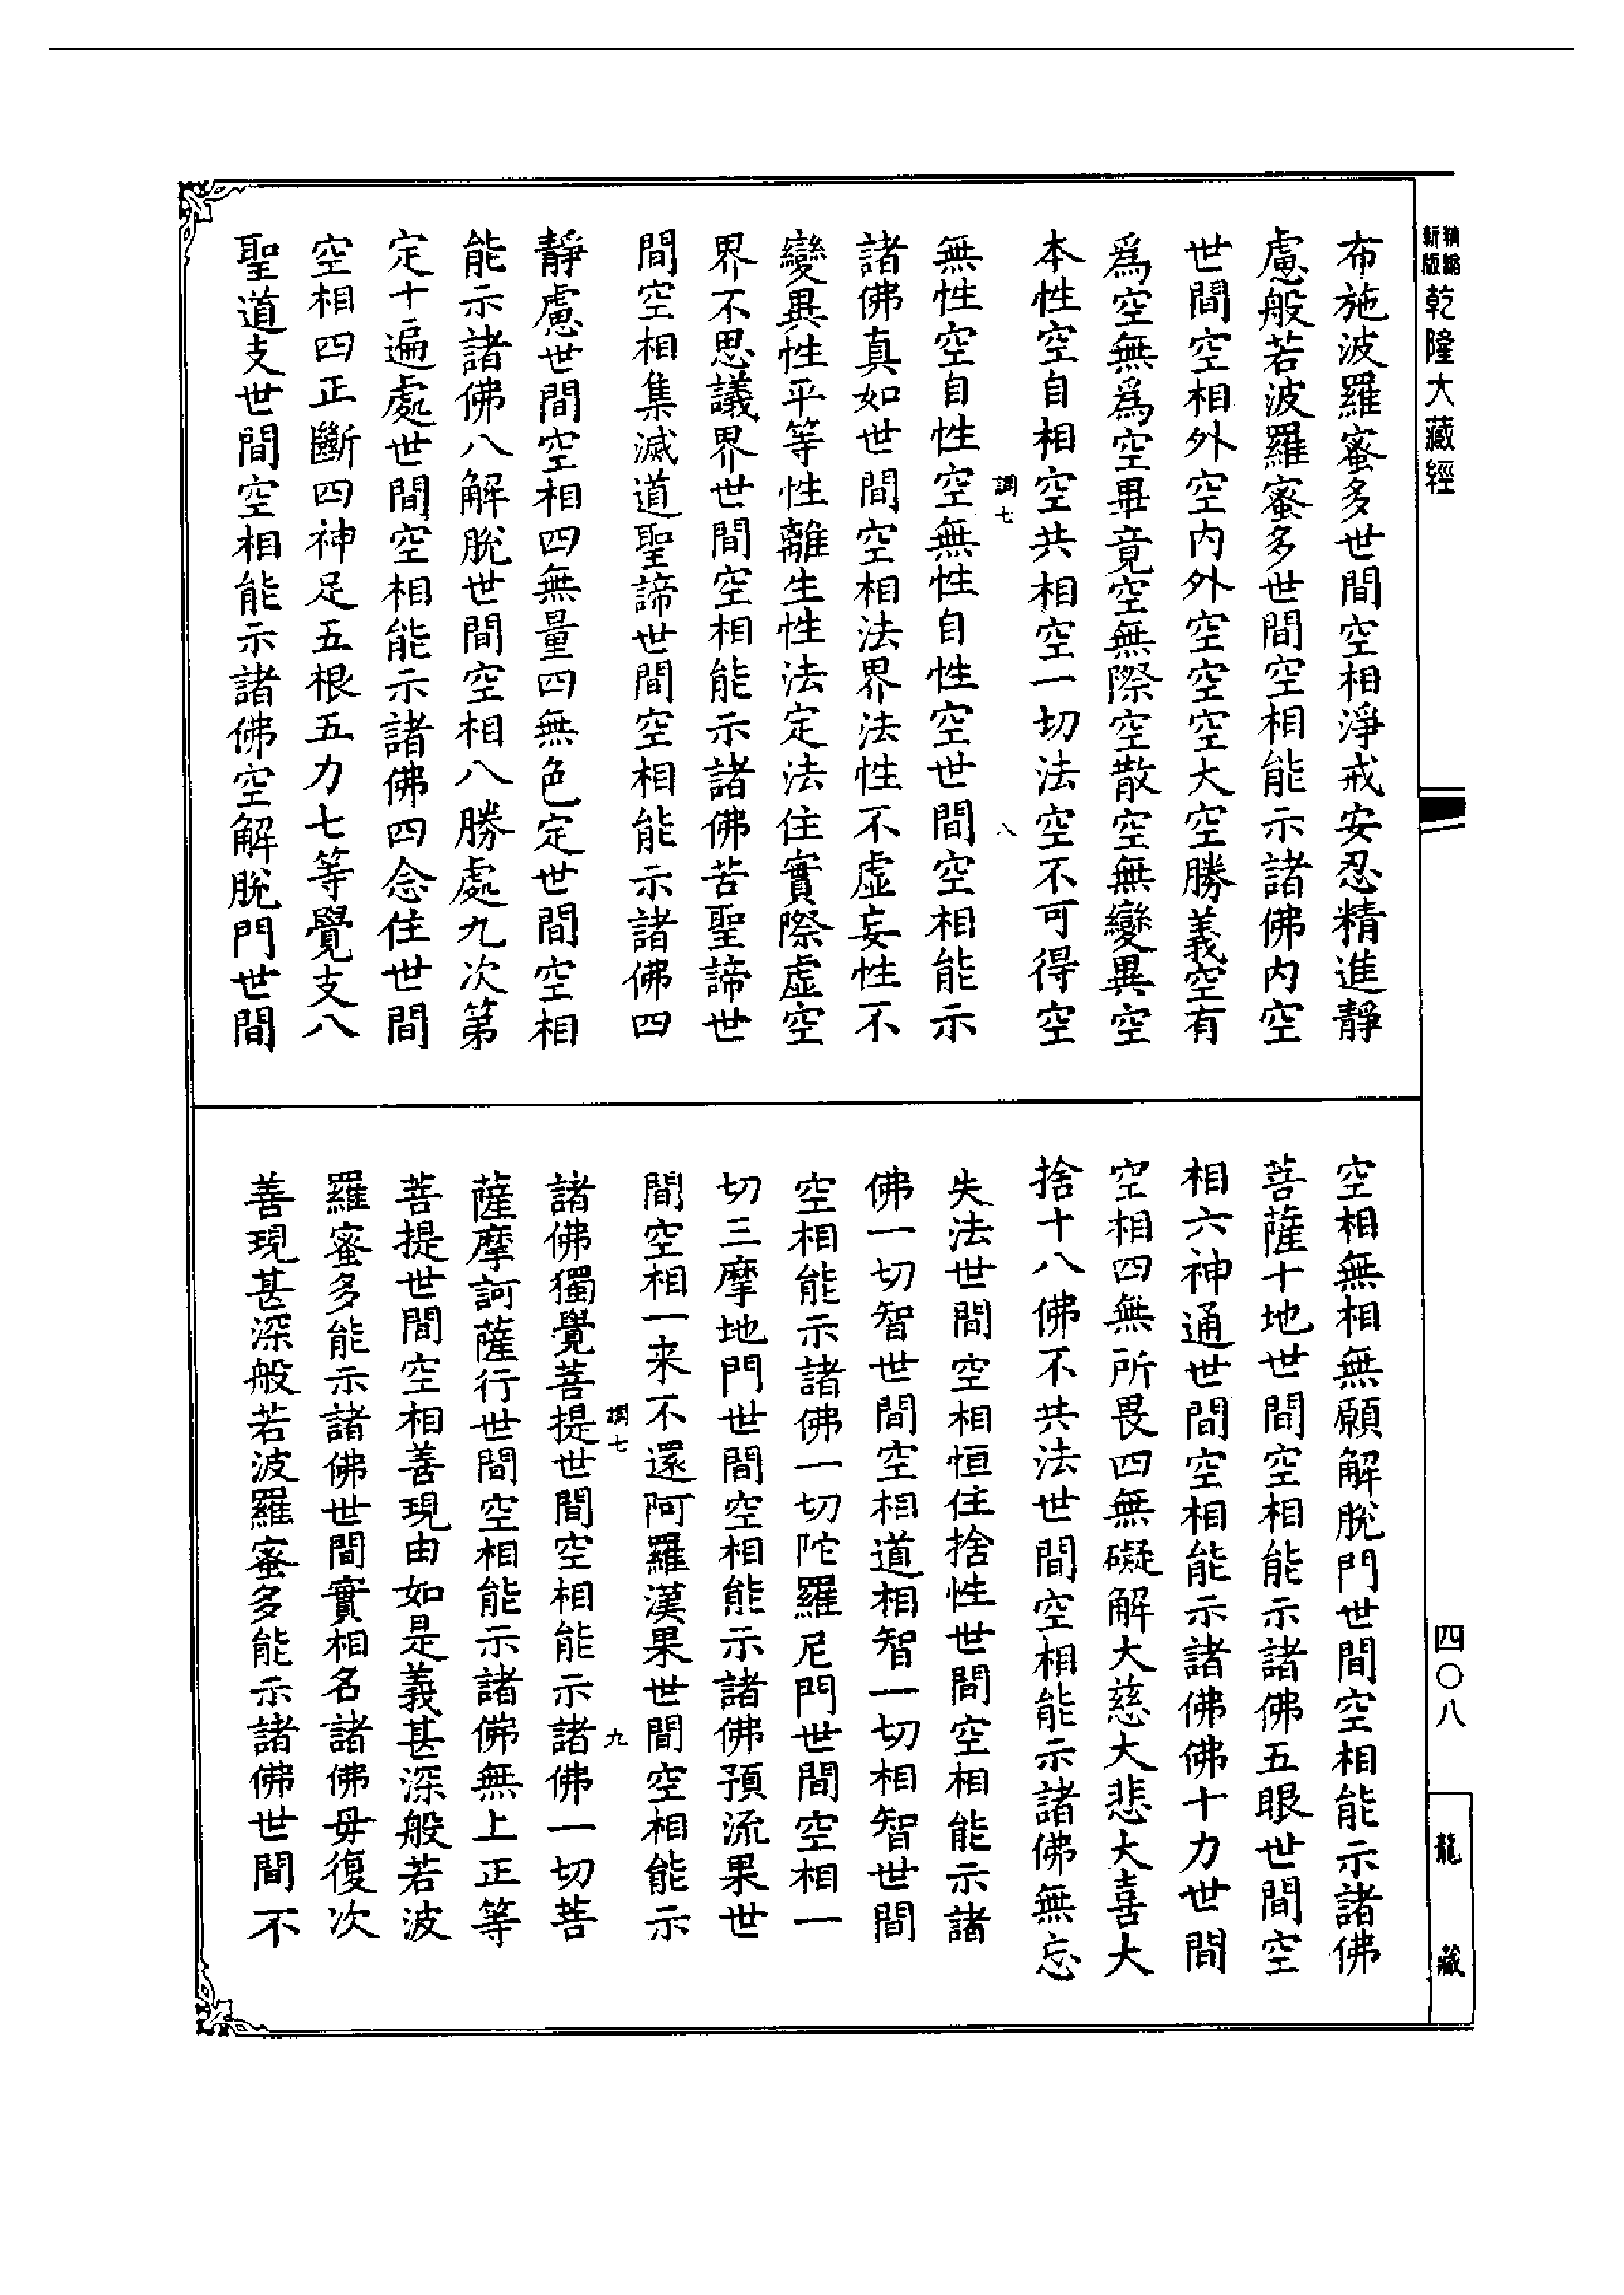 新編
新版
乾隆大藏經
布施波羅蜜多世間空相淨戒安忍精進靜
慮般若波羅蜜多世間空相能示諸佛內空
世間空相外空內外空空空大空勝義空有
爲空無爲空畢竟空無際空散空無變異空
本性空自相空共相空一切法空不可得空
調七
八
無性空自性空無性自性空世間空相能示
諸佛真如世間空相法界法性不虛妄性不
變異性平等性離生性法定法住實際虛空
界不思議界世間空相能示諸佛苦聖諦世
間空相集滅道聖諦世間空相能示諸佛四
靜慮世間空相四無量四無色定世間空相
能示諸佛八解脫世間空相八勝處九次第
定十遍處世間空相能示諸佛四念住世間
空相四正斷四神足五根五力七等覺支八
聖道支世間空相能示諸佛空解脫門世間
空相無相無願解脫門世間空相能示諸佛
菩薩十地世間空相能示諸佛五眼世間空
相六神通世間空相能示諸佛佛十力世間
空相四無所畏四無礙解大慈大悲大喜大
捨十八佛不共法世間空相能示諸佛無忘
失法世間空相恒住捨性世間空相能示諸
佛一切智世間空相道相智一切相智世間
空相能示諸佛一切陀羅尼門世間空相一
切三摩地門世間空相能示諸佛預流果世
間空相一来不還阿羅漢果世間空相能示
調七
九
諸佛獨覺菩提世間空相能示諸佛一切菩
薩摩訶薩行世間空相能示諸佛無上正等
菩提世間空相善現由如是義甚深般若波
羅蜜多能示諸佛世間實相名諸佛母復次
善現甚深般若波羅蜜多能示諸佛世間不
四〇八
龍藏